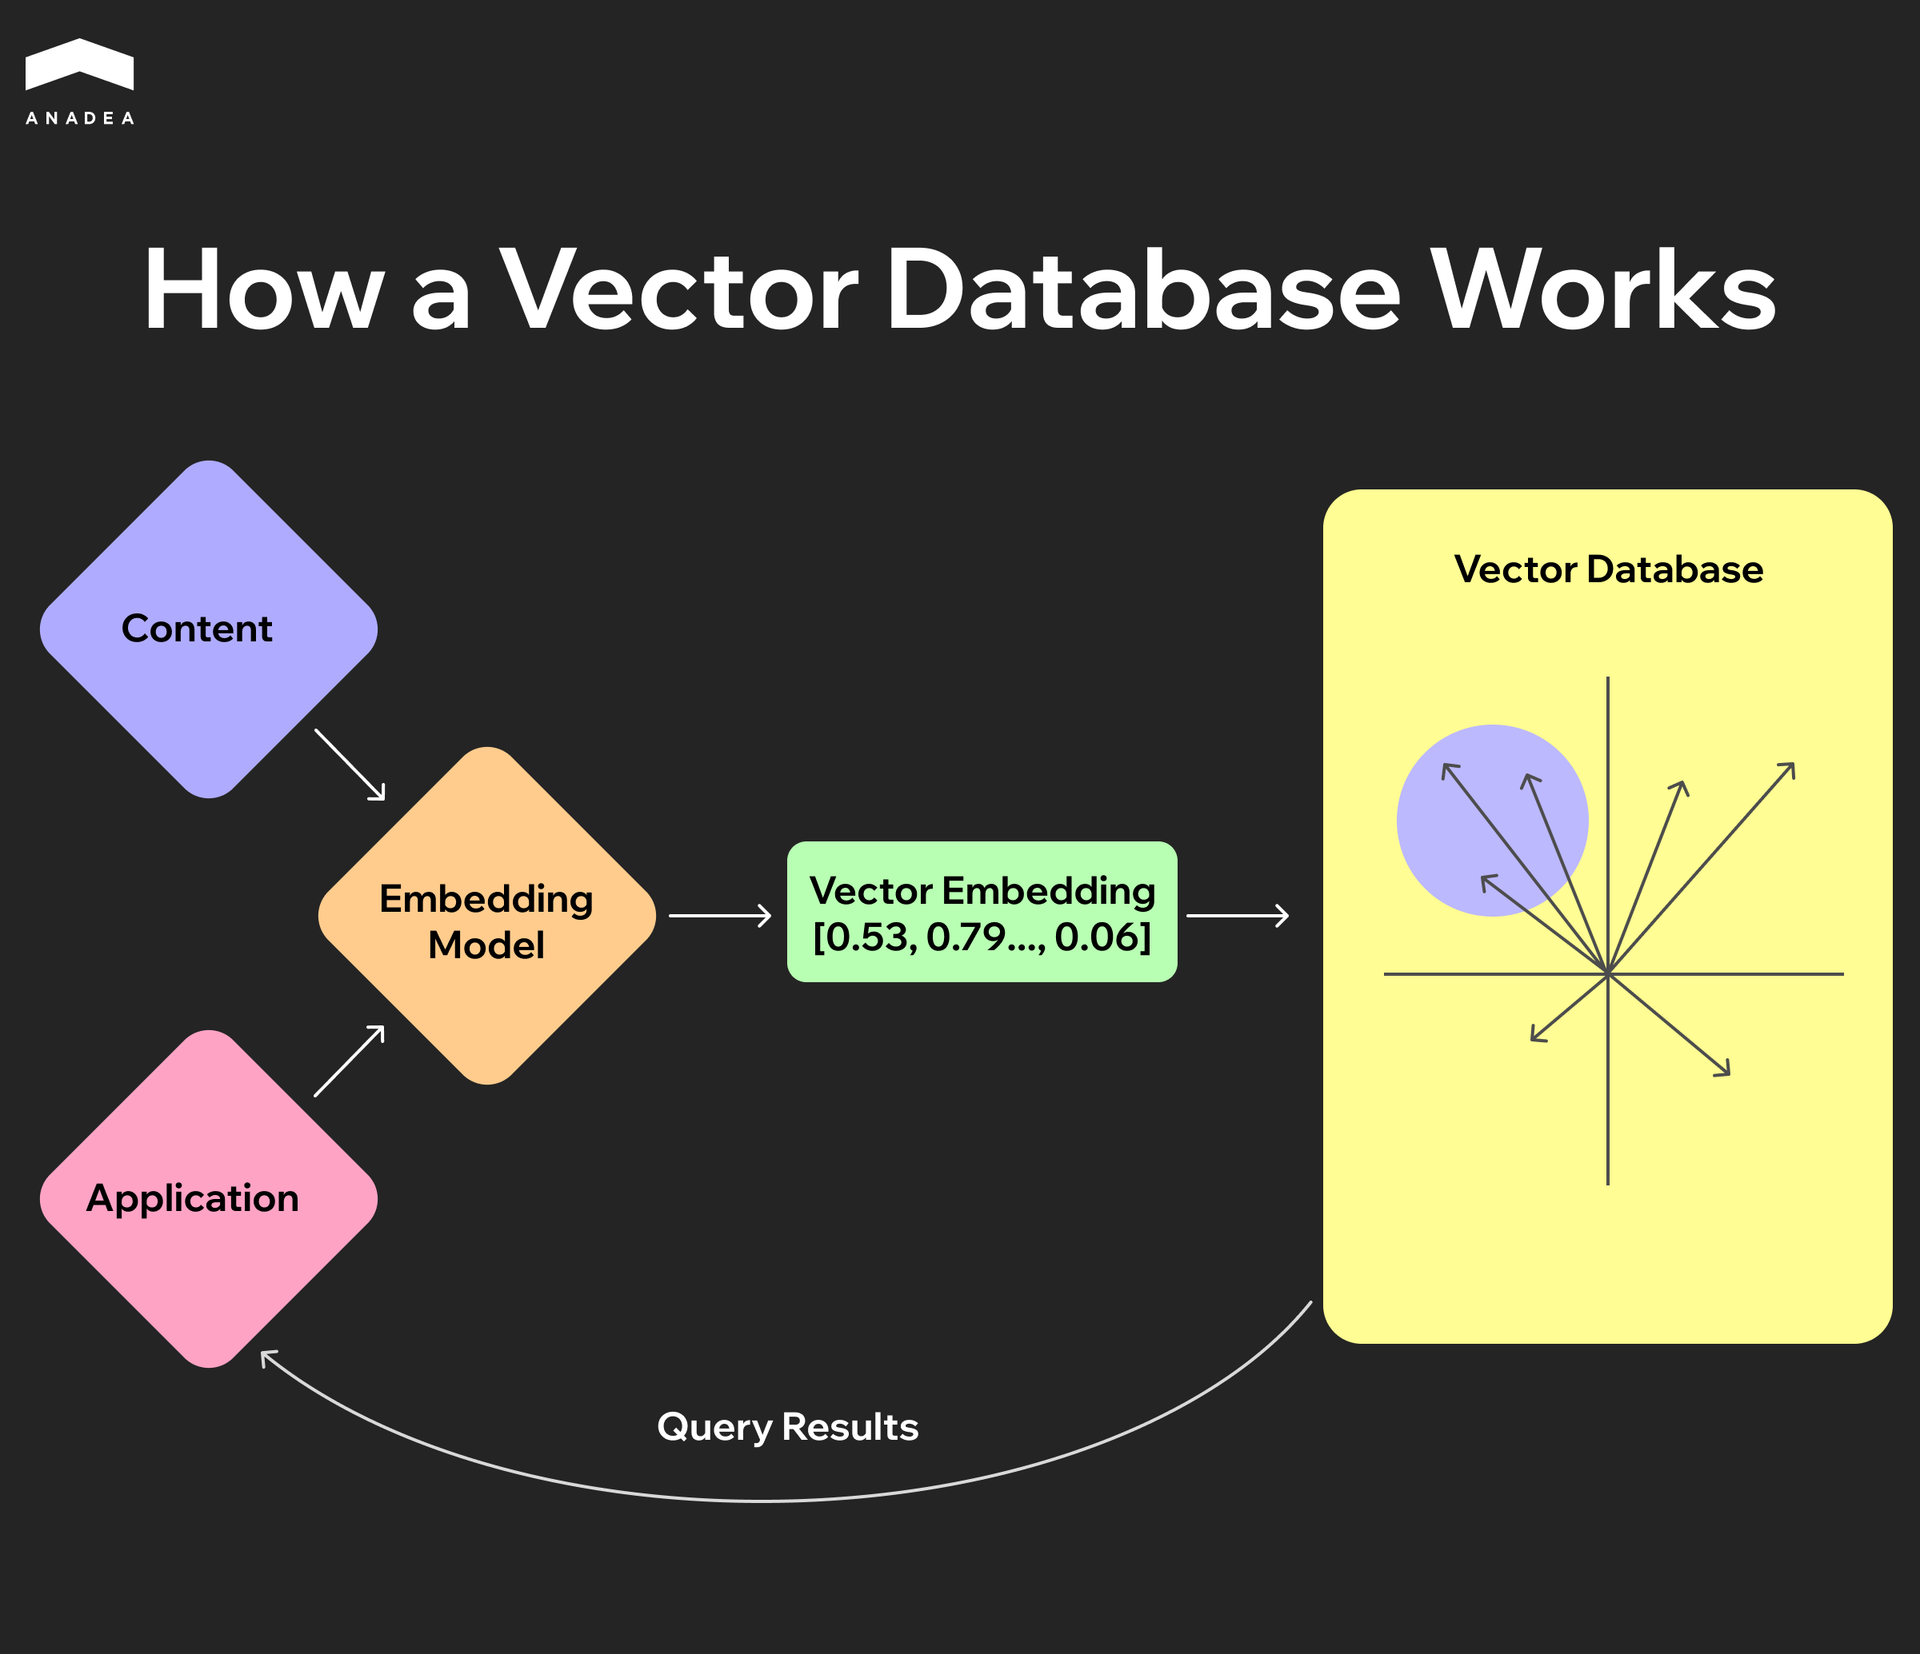 ANADEA
How a Vector Database Works
Content
Vector Database
Embedding
Model
Vector Embedding
[0.53, 0.79..., 0.06]
Application
Query Results